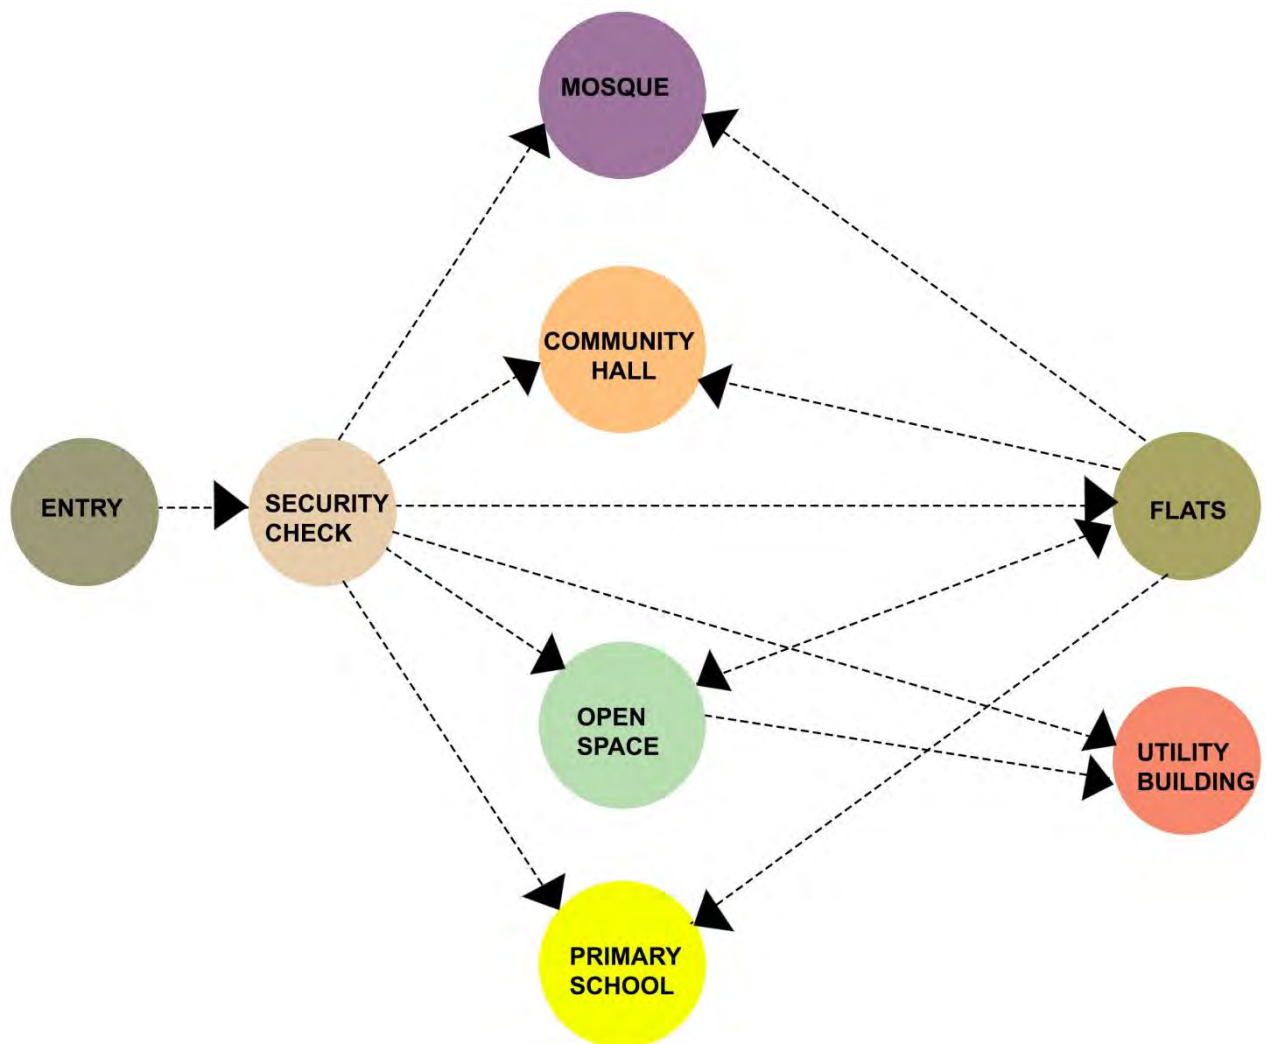 MOSQUE
COMMUNITY
HALL
ENTRY
SECURITY
CHECK
FLATS
OPEN
SPACE
UTILITY
BUILDING
PRIMARY
SCHOOL